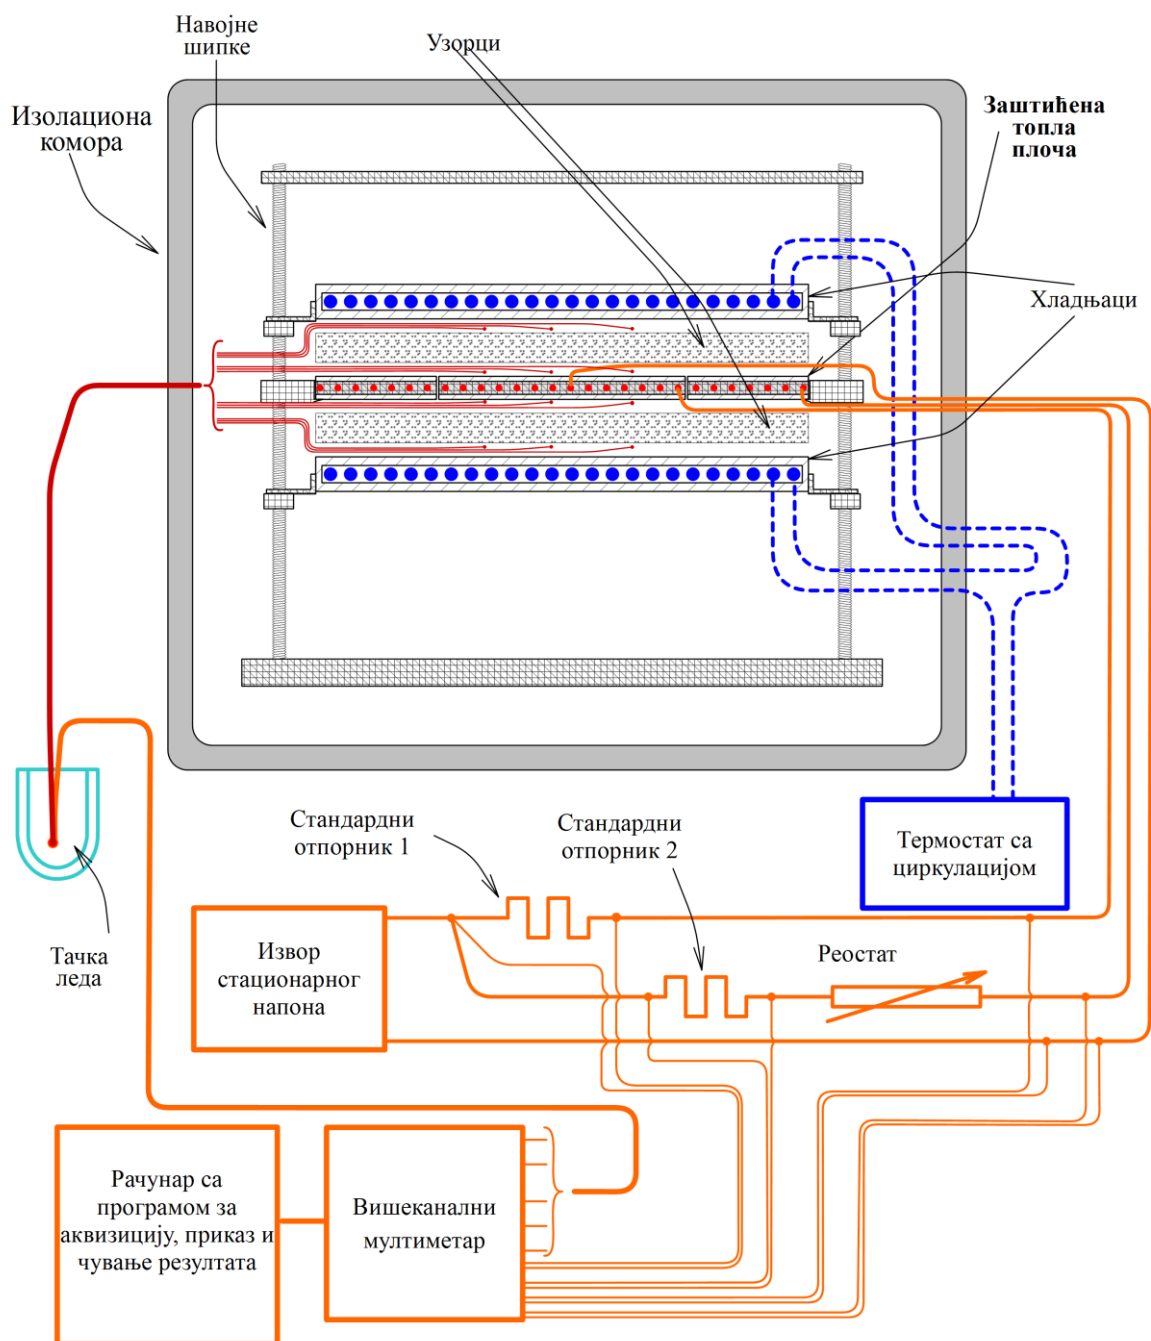 Навојне
шипке
Узорци
Изолациона
комора
Заштићена
топла
плоча
Хладњаци
Стандардни
отпорник 1
Стандардни
отпорник 2
Термостат са
циркулацијом
Тачка
леда
Извор
стационарног
напона
Реостат
Рачунар са
програмом за
аквизицију, приказ и
чување резултата
Вишеканални
мултиметар